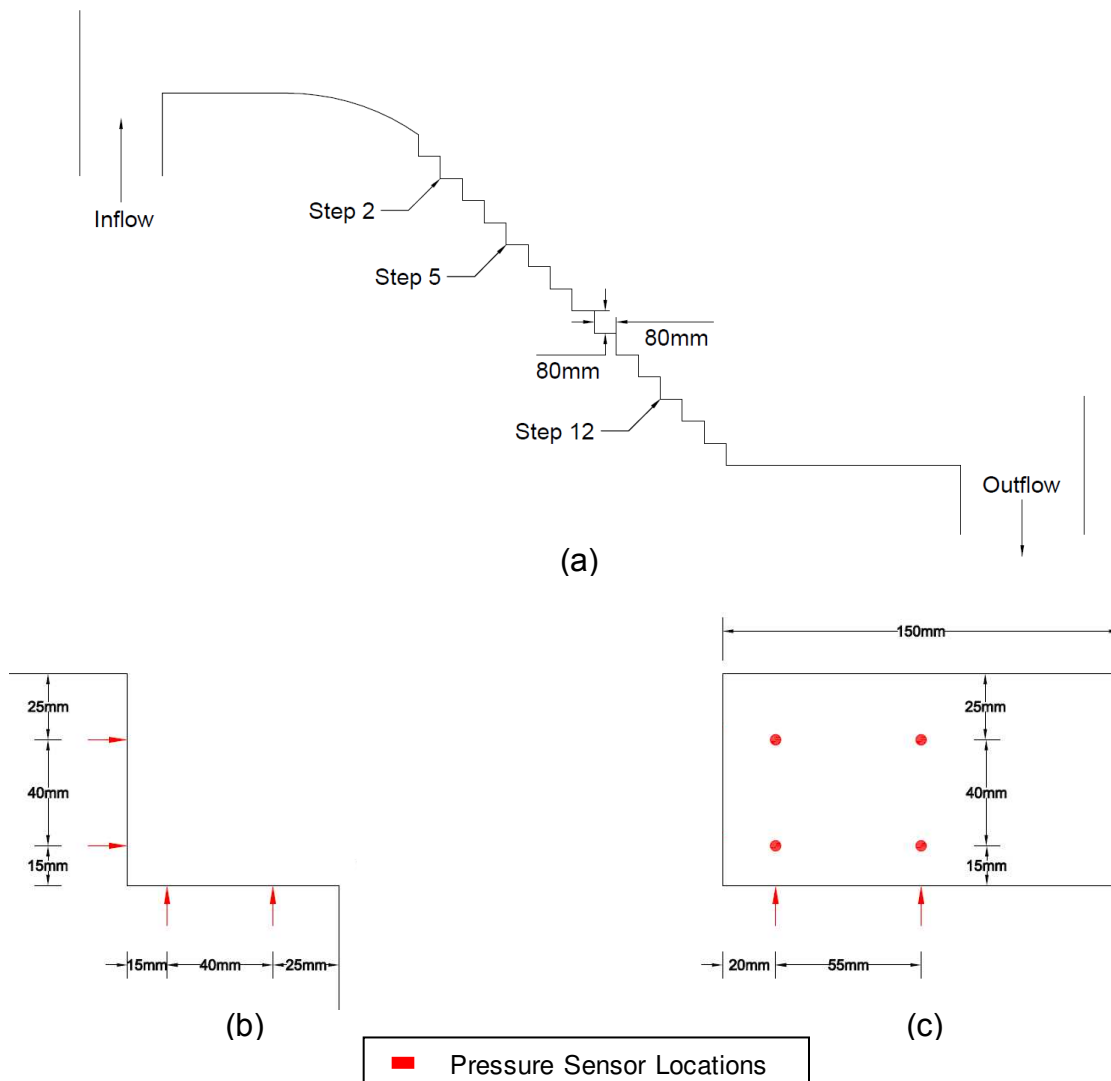 Inflow
Step 2
Step 5
80mm
80mm
Step 12
Outflow
(a)
25mm
40mm
15mm
15mm 40mm 25mm
(b)
150mm
25mm
40mm
15mm
20mm 55mm
(c)
Pressure Sensor Locations